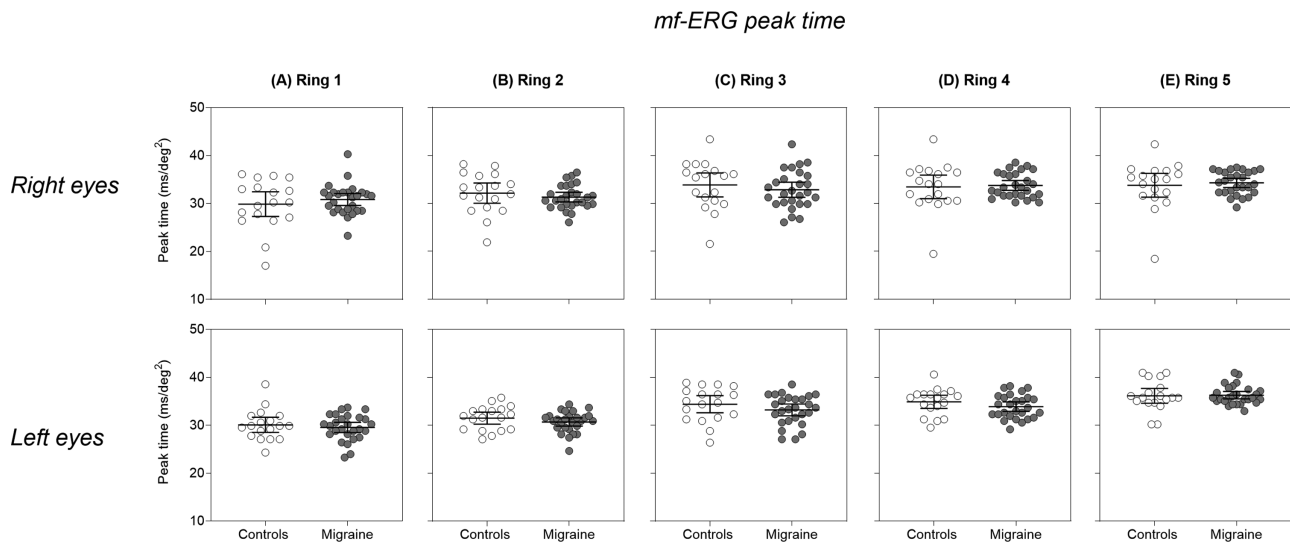 mf-ERG peak time
(A) Ring 1
(B) Ring 2
(C) Ring 3
(D) Ring 4
(E) Ring 5
Right eyes
Peak time (ms/deg²)
50
40
30
20
10
Left eyes
Peak time (ms/deg²)
50
40
30
20
10
Controls Migraine
Controls Migraine
Controls Migraine
Controls Migraine
Controls Migraine